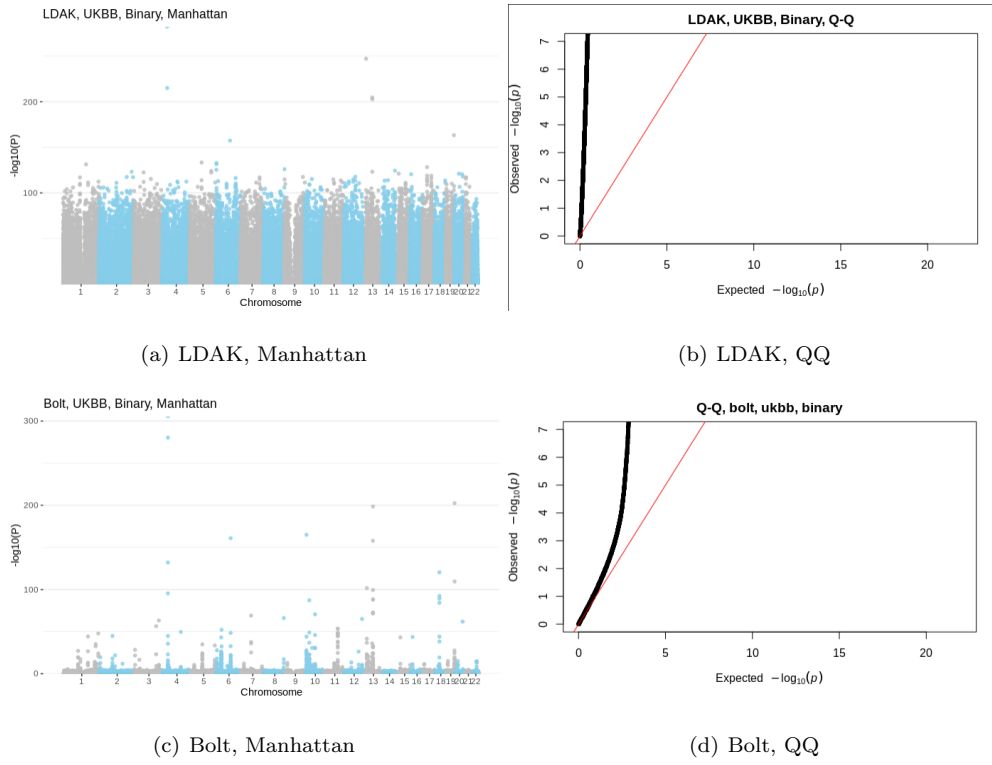 LDAK, UKBB, Binary, Manhattan
200
100
-log10(P)
1 2 3 4 5 6 7 8 9 10 11 12 13 14 15 16 17 18 19 20 21 22
Chromosome
(a) LDAK, Manhattan
LDAK, UKBB, Binary, Q-Q
7
6
5
4
3
2
1
0
Observed −log10(p)
0 5 10 15 20
Expected −log10(p)
(b) LDAK, QQ
Bolt, UKBB, Binary, Manhattan
300
200
100
0
-log10(P)
1 2 3 4 5 6 7 8 9 10 11 12 13 14 15 16 17 18 19 20 21 22
Chromosome
(c) Bolt, Manhattan
Q-Q, bolt, ukbb, binary
7
6
5
4
3
2
1
0
Observed −log10(p)
0 5 10 15 20
Expected −log10(p)
(d) Bolt, QQ